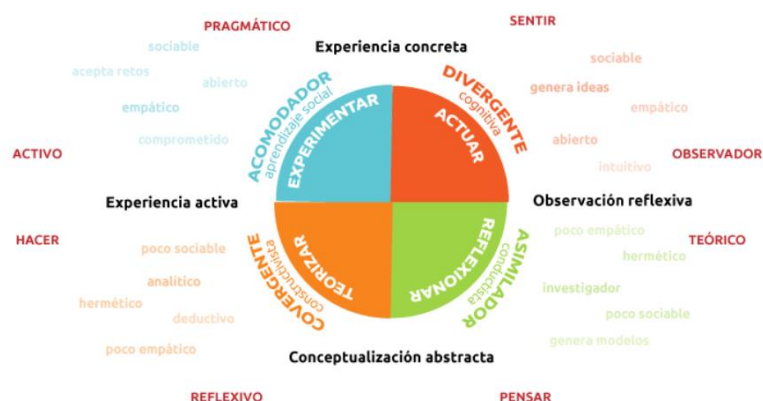 PRAGMÁTICO
SENTIR
sociable
Experiencia concreta
acepta retos
abierto
empático
comprometido
sociable
genera ideas
empático
abierto
intuitivo
ACOMODADOR
aprendizaje social
EXPERIMENTAR
DIVERGENTE
cognitiva
ACTUAR
ACTIVO
OBSERVADOR
Experiencia activa
Observación reflexiva
HACER
TEÓRICO
poco sociable
analítico
hermético
deductivo
poco empático
COVERGENTE
constructivista
TEORIZAR
REFLEXIONAR
ASIMILADOR
conductista
poco empático
hermético
investigador
poco sociable
genera modelos
Conceptualización abstracta
REFLEXIVO
PENSAR